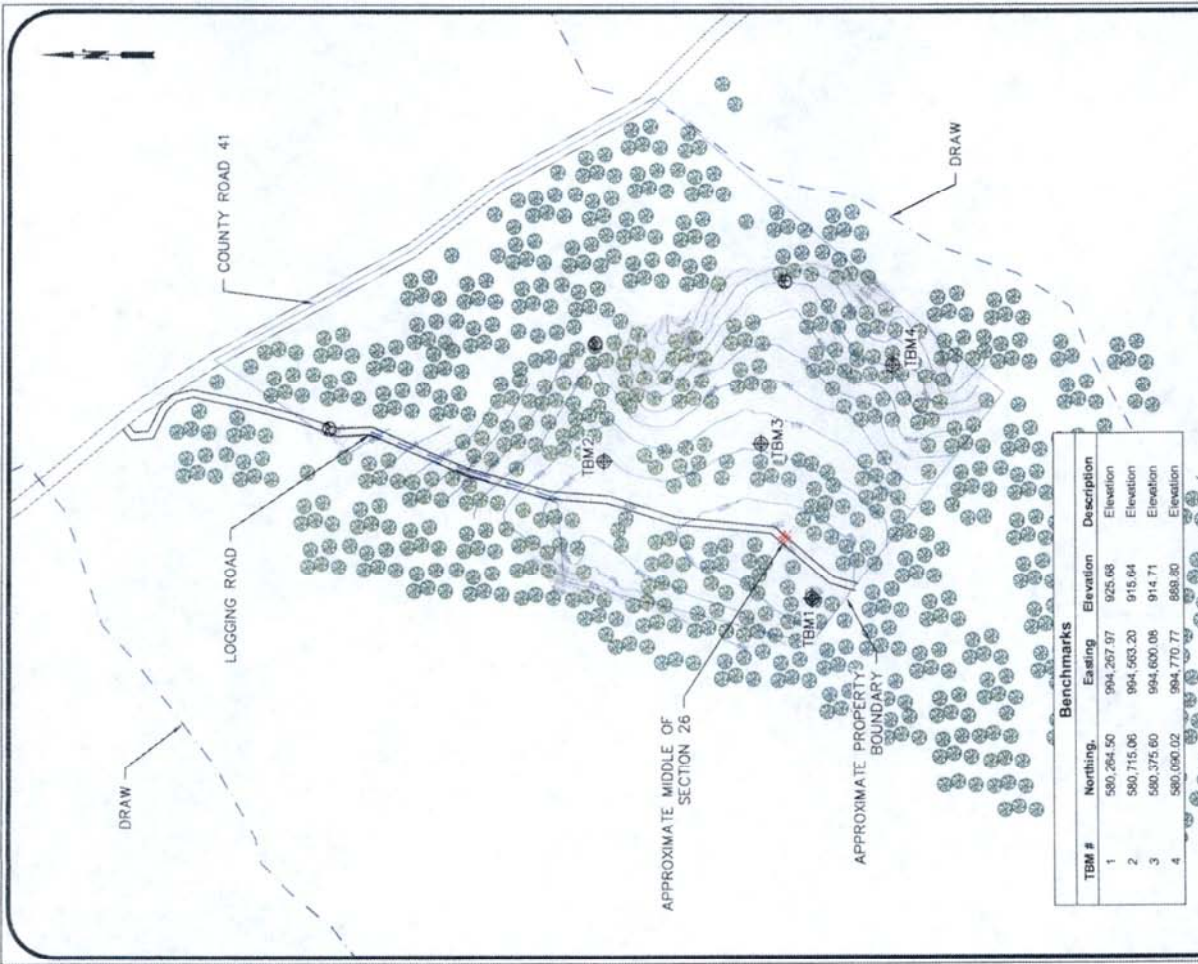 N
COUNTY ROAD 41
DRAW
LOGGING ROAD
TBM2
TBM3
TBM4
TBM1
APPROXIMATE MIDDLE OF
SECTION 26
APPROXIMATE PROPERTY
BOUNDARY
DRAW
Benchmarks
TBM # Northing, Easting Elevation Description
1 580,264.50 994,267.97 925.68 Elevation
2 580,715.06 994,563.20 915.64 Elevation
3 580,375.60 994,600.08 914.71 Elevation
4 580,090.02 994,770.77 889.80 Elevation